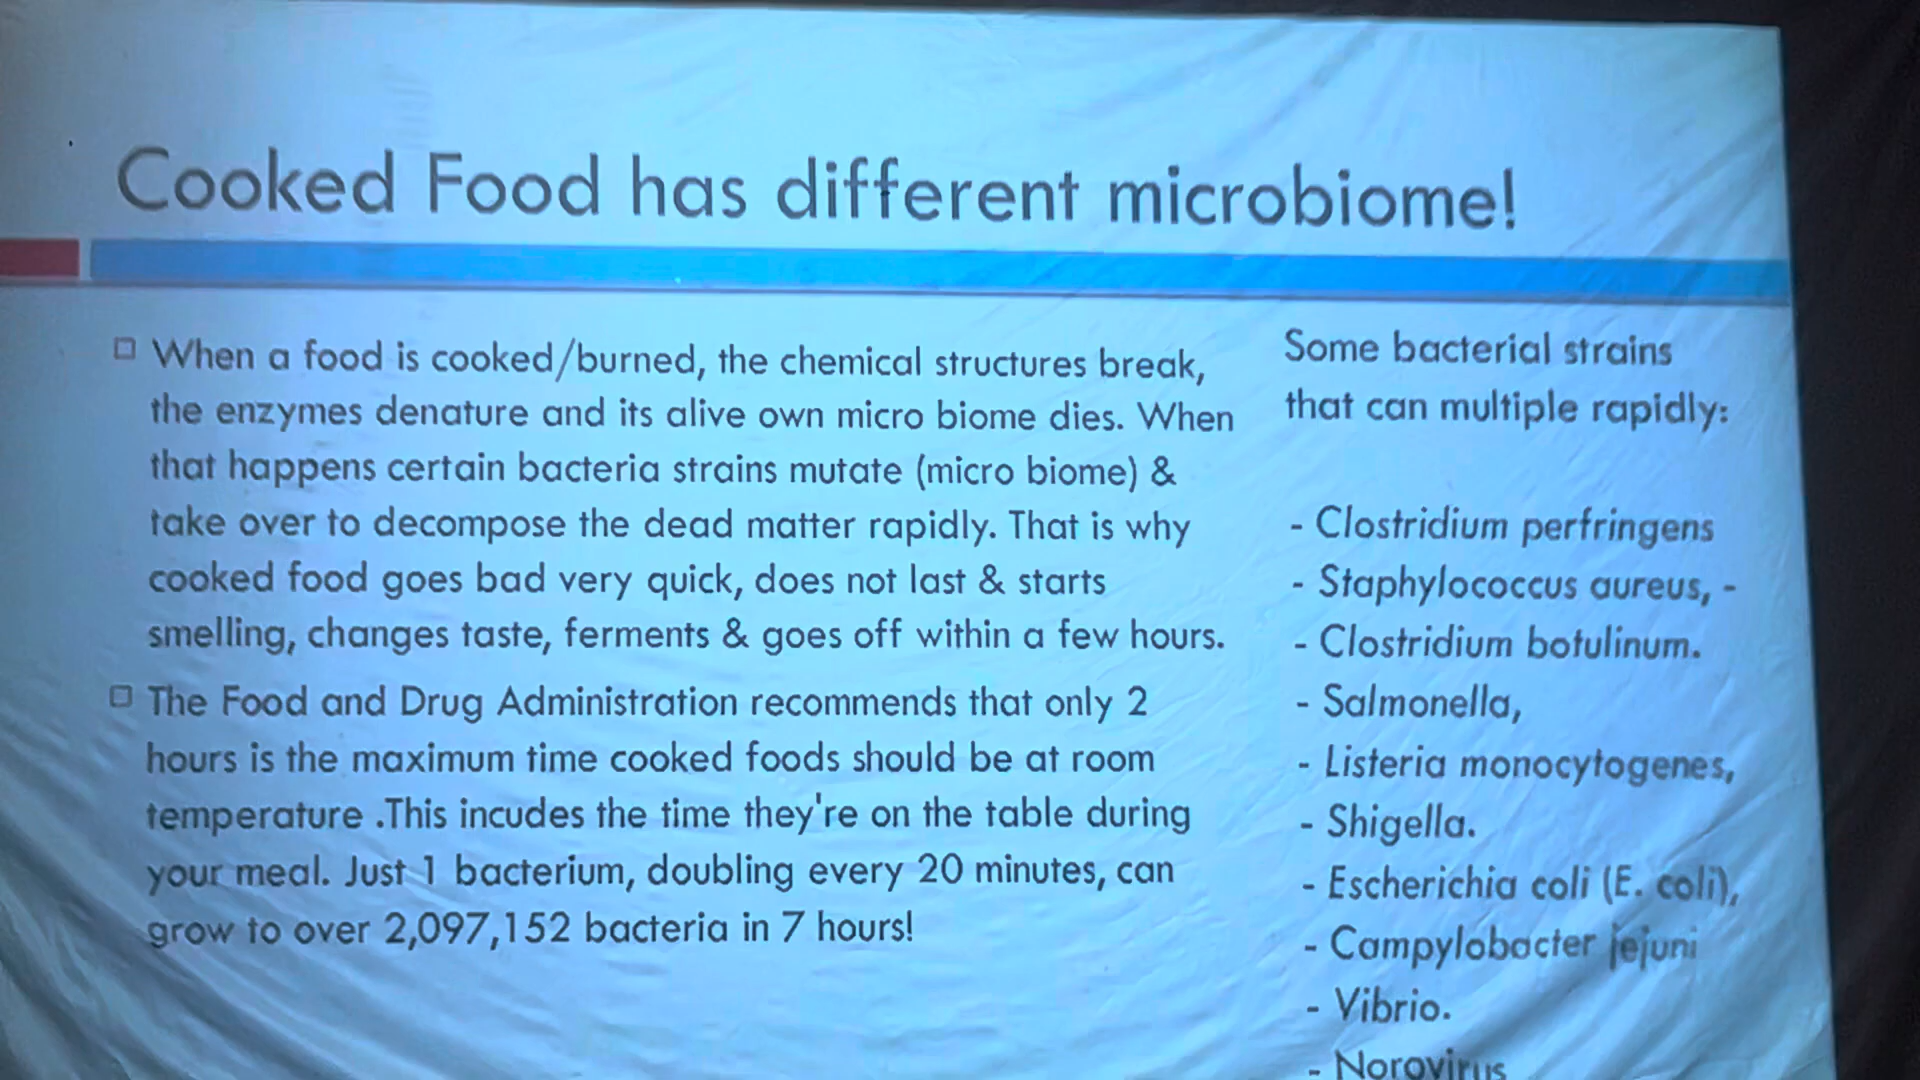 Cooked Food has different microbiome!
When a food is cooked/burned, the chemical structures break,
the enzymes denature and its alive own micro biome dies. When
that happens certain bacteria strains mutate (micro biome) &
take over to decompose the dead matter rapidly. That is why
cooked food goes bad very quick, does not last & starts
smelling, changes taste, ferments & goes off within a few hours.
The Food and Drug Administration recommends that only 2
hours is the maximum time cooked foods should be at room
temperature .This incudes the time they're on the table during
your meal. Just 1 bacterium, doubling every 20 minutes, can
grow to over 2,097,152 bacteria in 7 hours!
Some bacterial strains
that can multiple rapidly:
- Clostridium perfringens
- Staphylococcus aureus, -
- Clostridium botulinum.
- Salmonella,
- Listeria monocytogenes,
- Shigella.
- Escherichia coli (E. coli),
- Campylobacter jejuni
- Vibrio.
- Norovirus